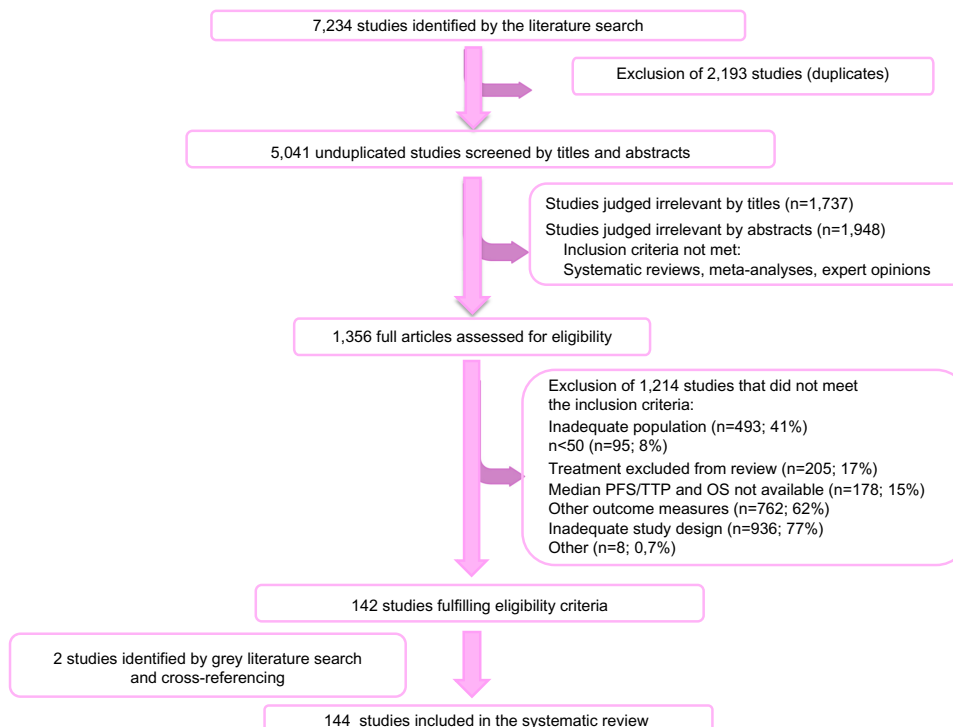 7,234 studies identified by the literature search
Exclusion of 2,193 studies (duplicates)
5,041 unduplicated studies screened by titles and abstracts
Studies judged irrelevant by titles (n=1,737)
Studies judged irrelevant by abstracts (n=1,948)
Inclusion criteria not met:
Systematic reviews, meta-analyses, expert opinions
1,356 full articles assessed for eligibility
Exclusion of 1,214 studies that did not meet
the inclusion criteria:
Inadequate population (n=493; 41%)
n<50 (n=95; 8%)
Treatment excluded from review (n=205; 17%)
Median PFS/TTP and OS not available (n=178; 15%)
Other outcome measures (n=762; 62%)
Inadequate study design (n=936; 77%)
Other (n=8; 0,7%)
142 studies fulfilling eligibility criteria
2 studies identified by grey literature search
and cross-referencing
144 studies included in the systematic review